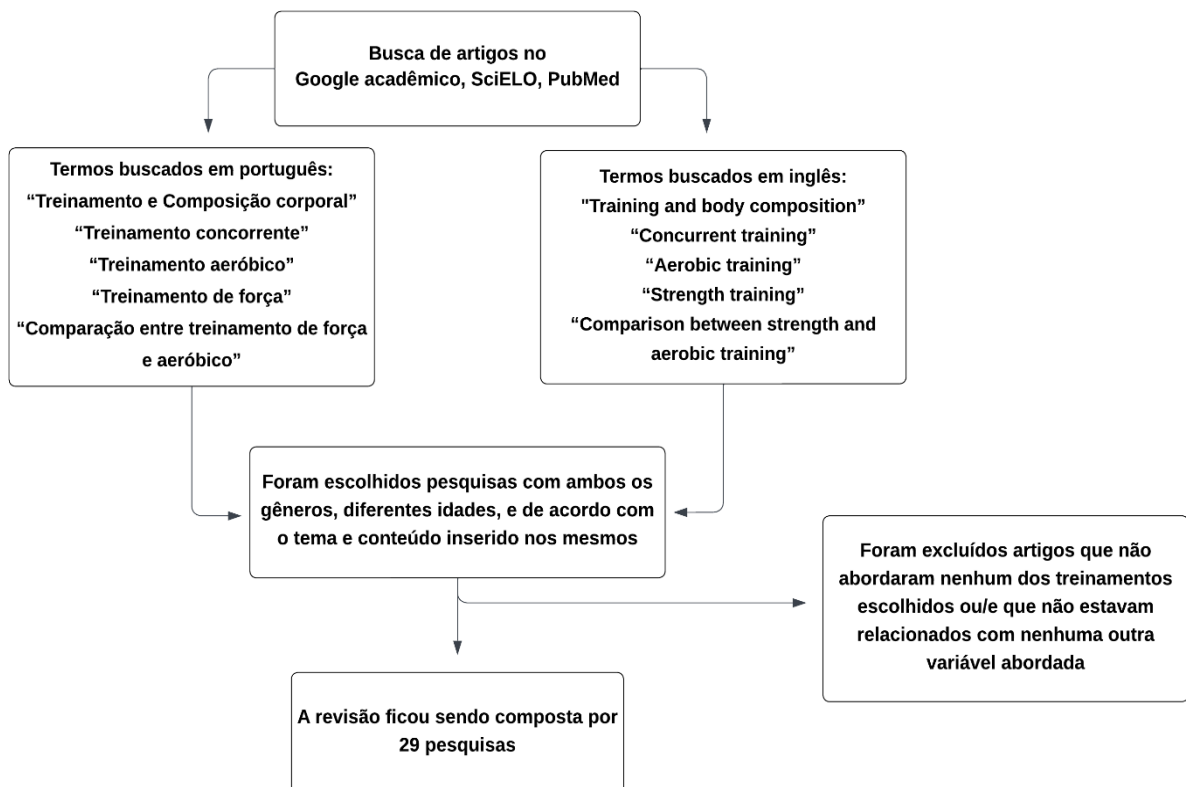 Busca de artigos no
Google acadêmico, SciELO, PubMed
Termos buscados em português:
“Treinamento e Composição corporal”
“Treinamento concorrente”
“Treinamento aeróbico”
“Treinamento de força”
“Comparação entre treinamento de força
e aeróbico”
Termos buscados em inglês:
"Training and body composition”
“Concurrent training”
“Aerobic training”
“Strength training”
“Comparison between strength and
aerobic training”
Foram escolhidos pesquisas com ambos os
gêneros, diferentes idades, e de acordo com
o tema e conteúdo inserido nos mesmos
Foram excluídos artigos que não
abordaram nenhum dos treinamentos
escolhidos ou/e que não estavam
relacionados com nenhuma outra
variável abordada
A revisão ficou sendo composta por
29 pesquisas